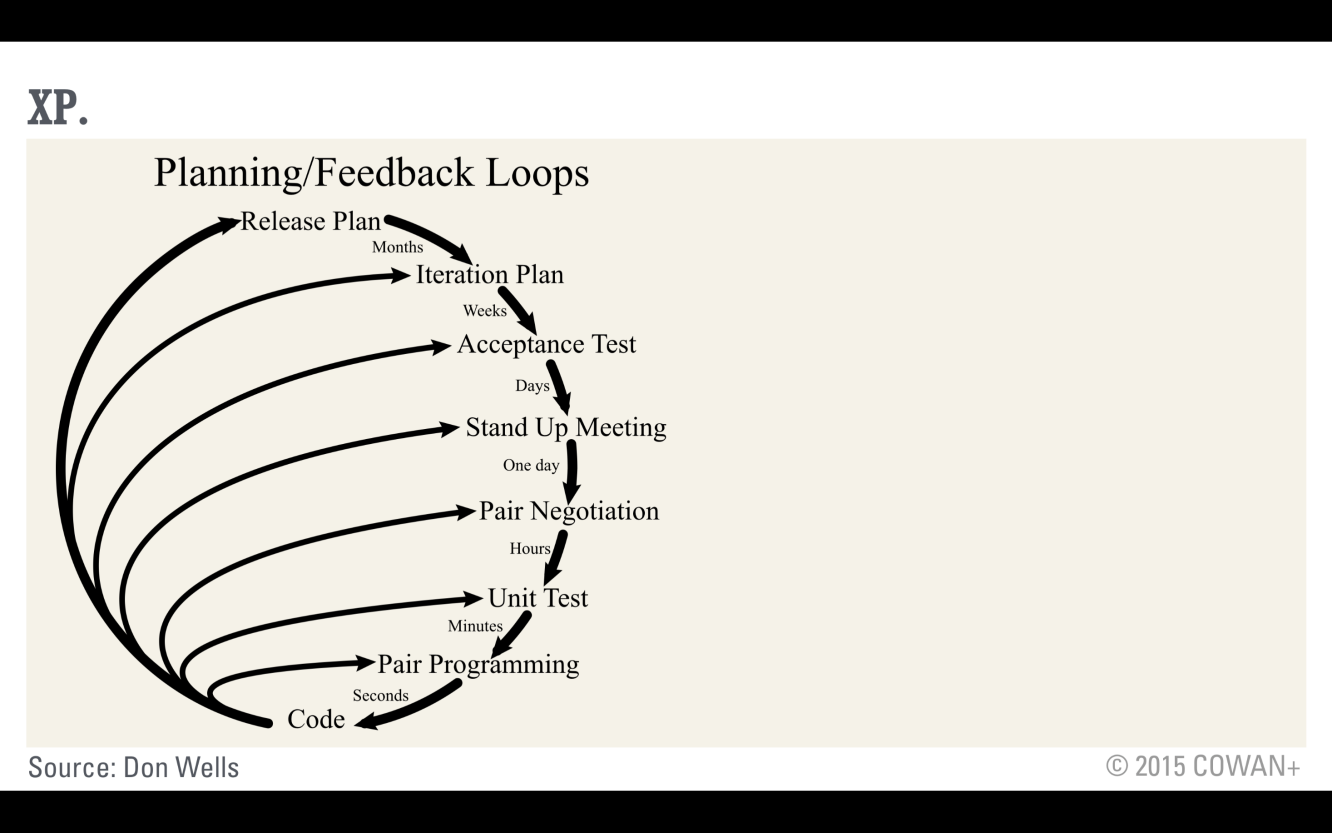 XP.
Planning/Feedback Loops
Release Plan
Months
Iteration Plan
Weeks
Acceptance Test
Days
Stand Up Meeting
One day
Pair Negotiation
Hours
Unit Test
Minutes
Pair Programming
Seconds
Code
Source: Don Wells
© 2015 COWAN+